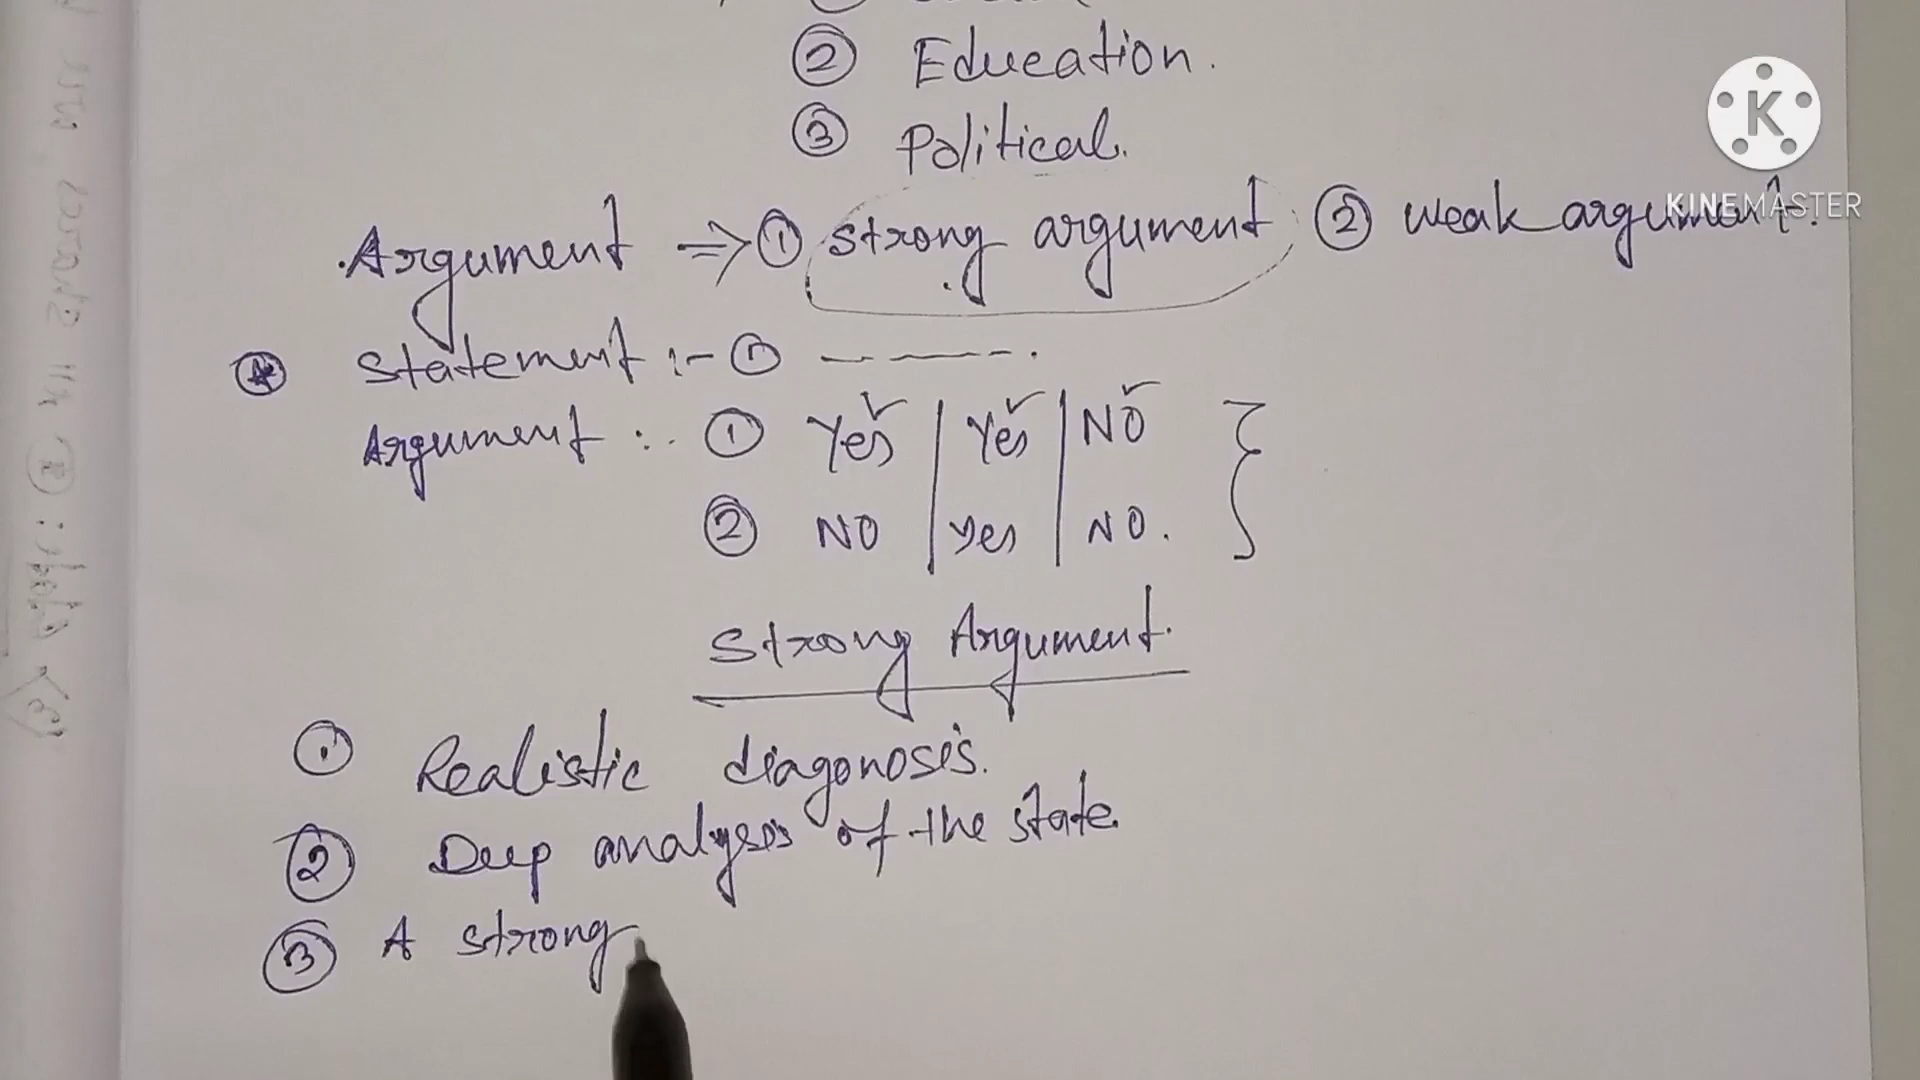 ② Education.
③ Political.
Argument ⇒ ① strong argument ② weak argument.
K
KINEMASTER
Statement :- ① -------.
Argument :- ① Yes | Yes | NO
② NO | Yes | NO.
Strong Argument.
① Realistic diagonosis.
② Deep analysis of the state.
③ A strong